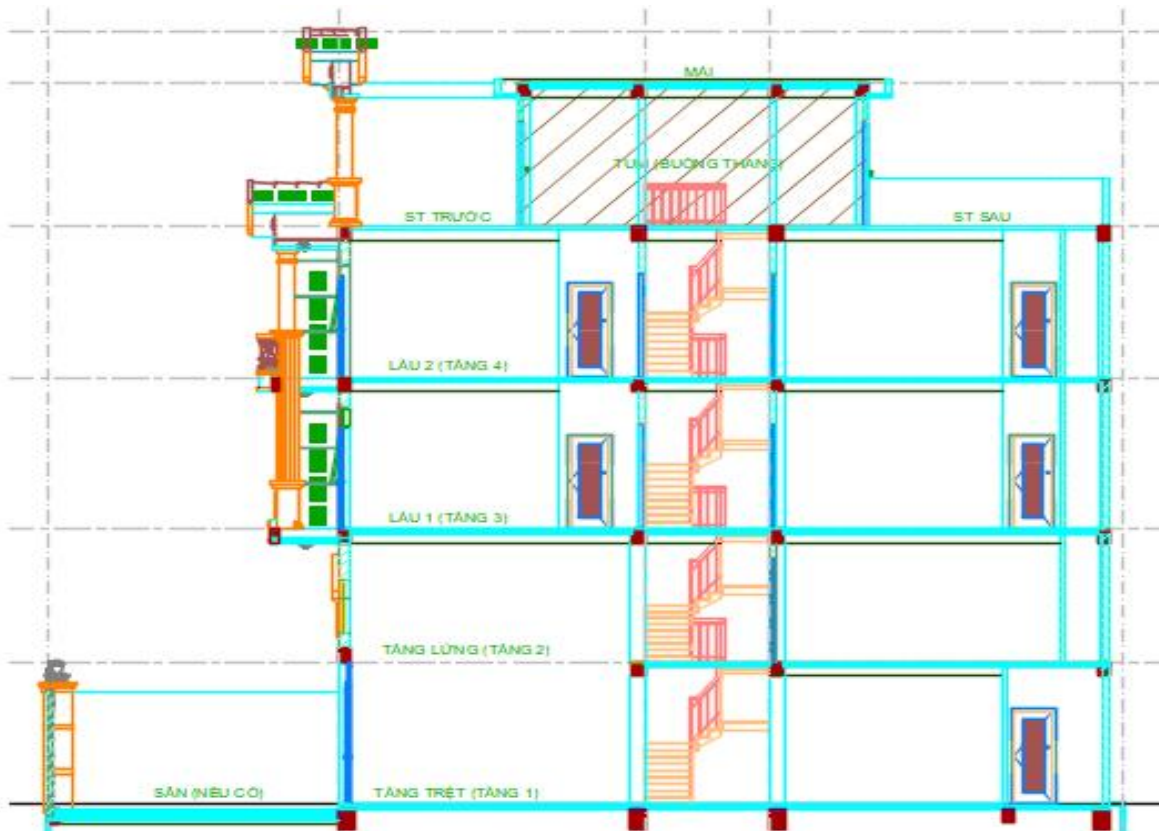 MÁI
TUM (BUỒNG THANG)
ST TRƯỚC
ST SAU
LẦU 2 (TẦNG 4)
LẦU 1 (TẦNG 3)
TẦNG LỬNG (TẦNG 2)
SÂN (NẾU CÓ)
TẦNG TRỆT (TẦNG 1)